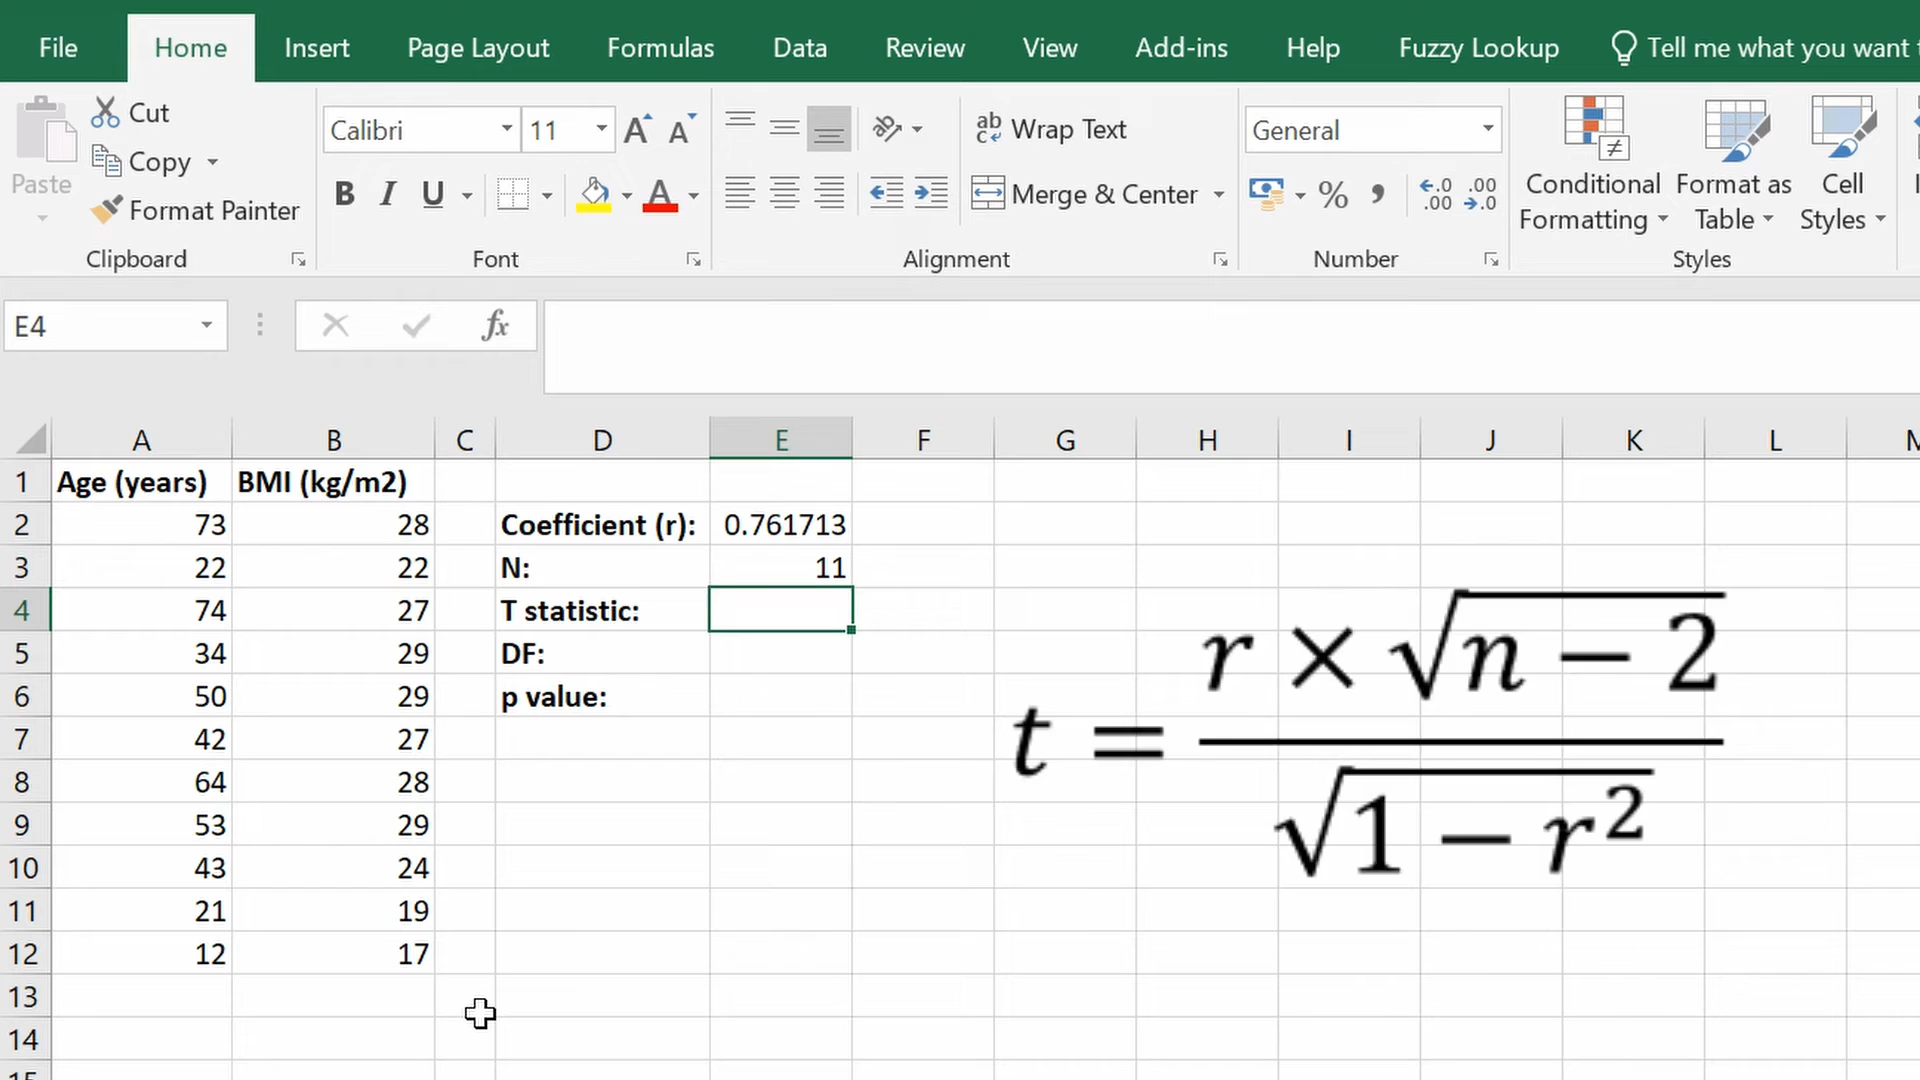 File Home Insert Page Layout Formulas Data Review View Add-ins Help Fuzzy Lookup Tell me what you want
Paste
Cut
Copy
Format Painter
Clipboard
Calibri 11
B I U
Font
Wrap Text
Merge & Center
Alignment
General
% ,
Number
Conditional Formatting
Format as Table
Cell Styles
Styles
E4 fx
A B C D E F G H I J K L
1 Age (years) BMI (kg/m2)
2 73 28 Coefficient (r): 0.761713
3 22 22 N: 11
4 74 27 T statistic:
5 34 29 DF:
6 50 29 p value:
7 42 27
8 64 28
9 53 29
10 43 24
11 21 19
12 12 17
13
14
t = r × √n − 2
√1 − r²